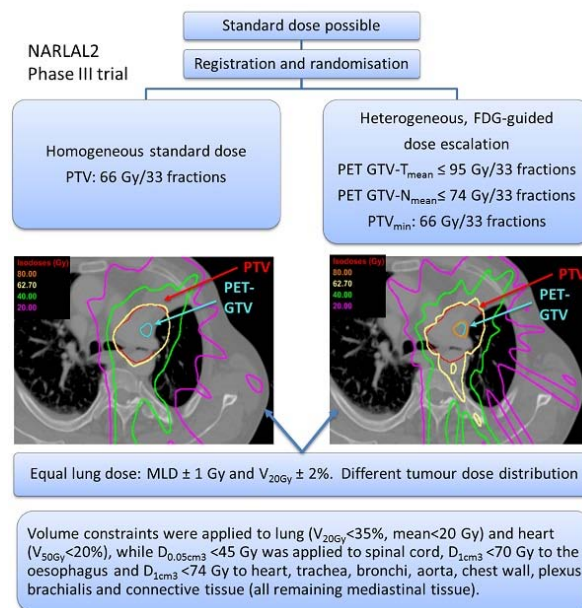 Standard dose possible
NARLAL2
Phase III trial
Registration and randomisation
Homogeneous standard dose
PTV: 66 Gy/33 fractions
Heterogeneous, FDG-guided
dose escalation
PET GTV-Tmean ≤ 95 Gy/33 fractions
PET GTV-Nmean ≤ 74 Gy/33 fractions
PTVmin: 66 Gy/33 fractions
Isodoses (Gy)
80.00
62.70
40.00
20.00
PTV
PET-
GTV
Isodoses (Gy)
80.00
62.70
40.00
20.00
PTV
PET-
GTV
Equal lung dose: MLD ± 1 Gy and V20Gy ± 2%. Different tumour dose distribution
Volume constraints were applied to lung (V20Gy<35%, mean<20 Gy) and heart
(V50Gy<20%), while D0.05cm3 <45 Gy was applied to spinal cord, D1cm3 <70 Gy to the
oesophagus and D1cm3 <74 Gy to heart, trachea, bronchi, aorta, chest wall, plexus
brachialis and connective tissue (all remaining mediastinal tissue).